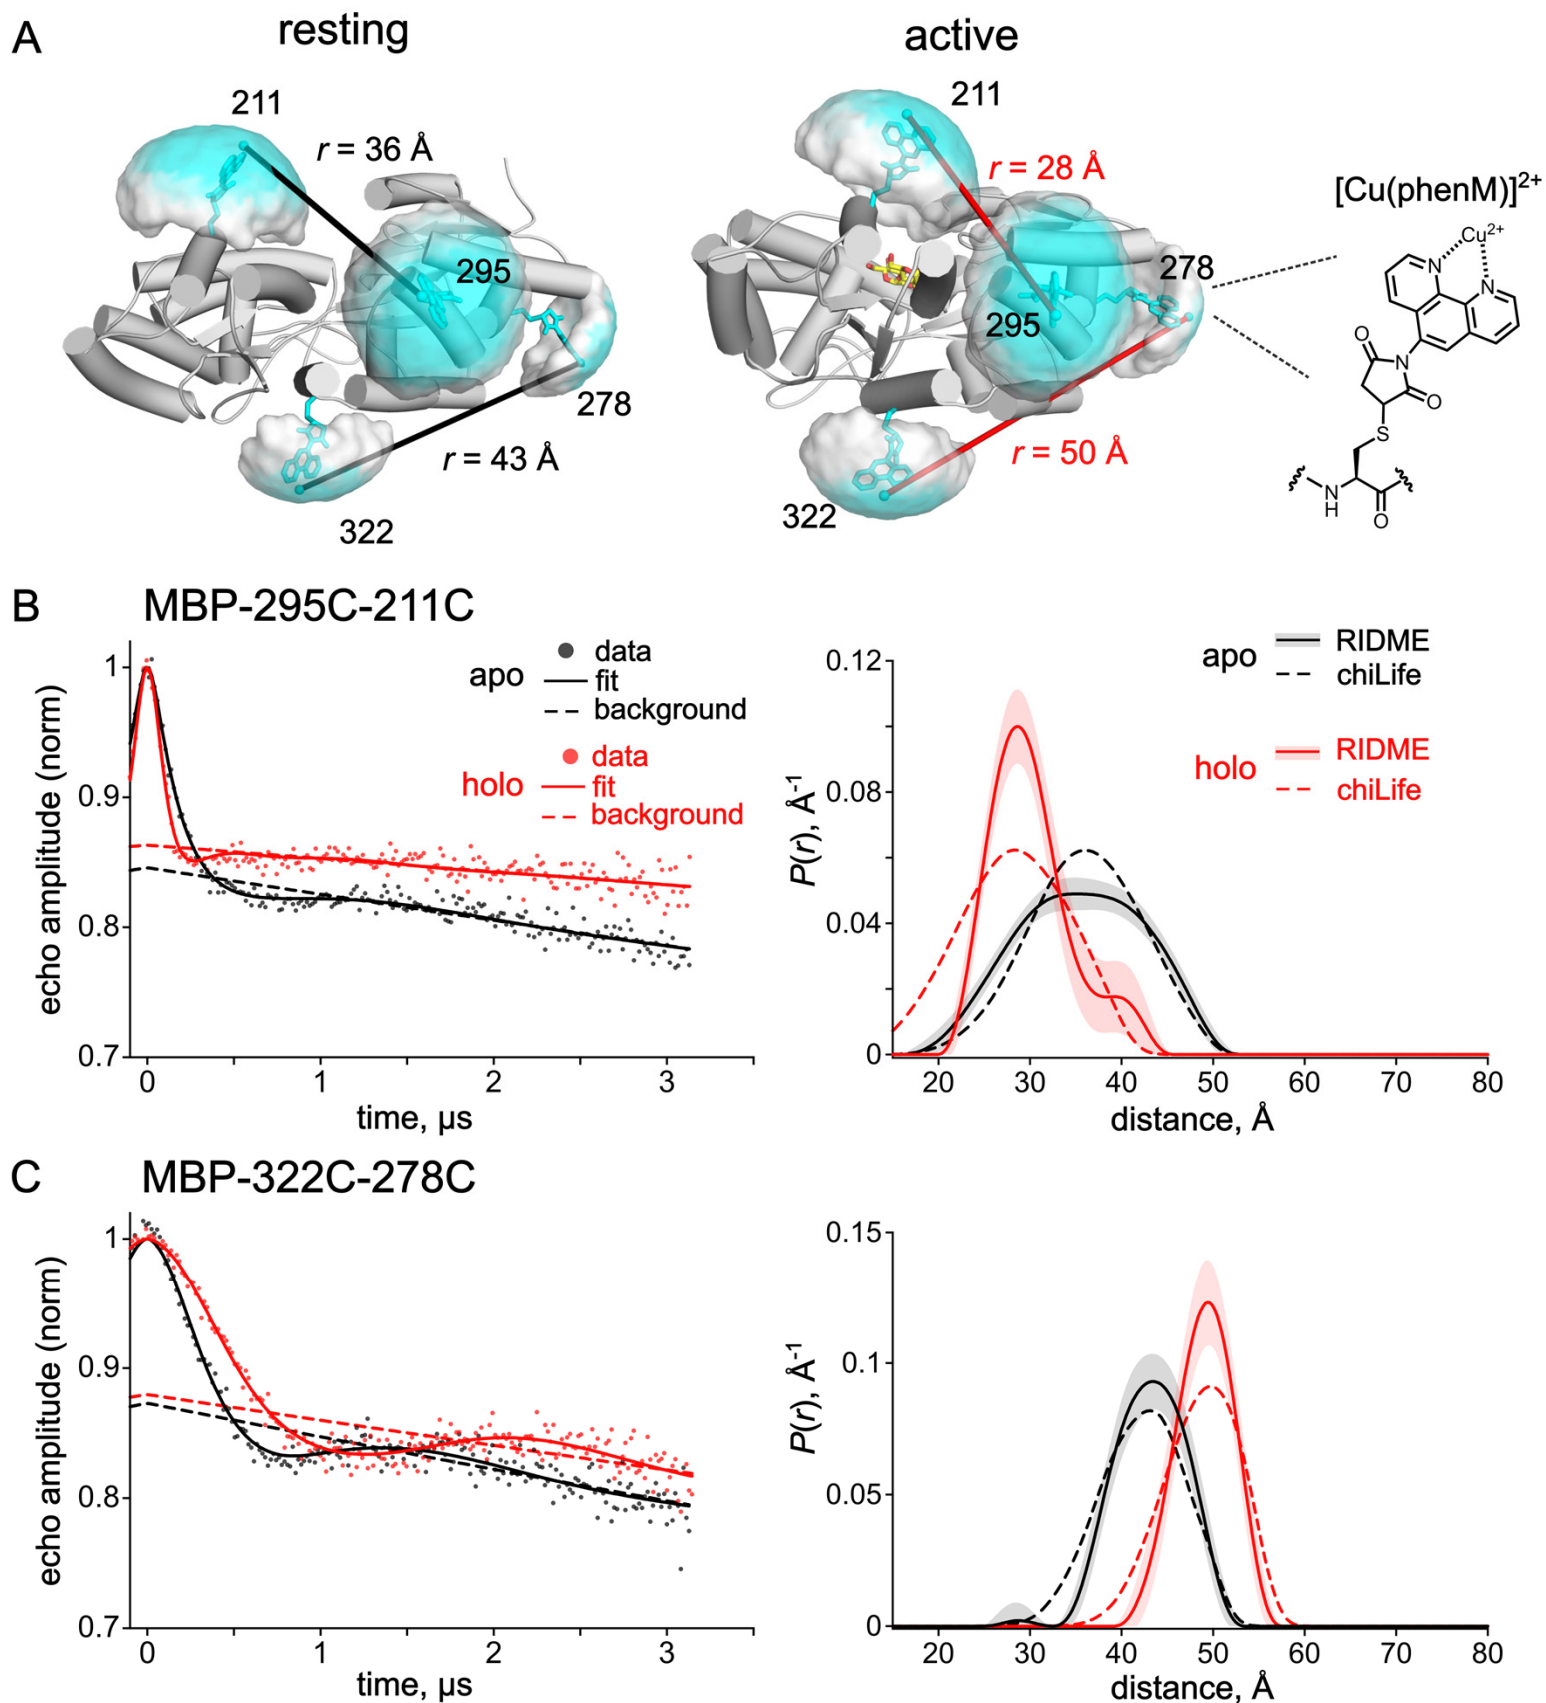 A
resting
active
211
r = 36 Å
295
278
r = 43 Å
322
211
r = 28 Å
278
295
r = 50 Å
322
[Cu(phenM)]2+
Cu2+
N
N
O
N
O
S
N
H
O
B
MBP-295C-211C
apo
data
fit
background
holo
data
fit
background
echo amplitude (norm)
1
0.9
0.8
0.7
0
1
2
3
time, µs
apo
RIDME
chiLife
holo
RIDME
chiLife
P(r), Å-1
0.12
0.08
0.04
0
20
30
40
50
60
70
80
distance, Å
C
MBP-322C-278C
echo amplitude (norm)
1
0.9
0.8
0.7
0
1
2
3
time, µs
P(r), Å-1
0.15
0.1
0.05
0
20
30
40
50
60
70
80
distance, Å